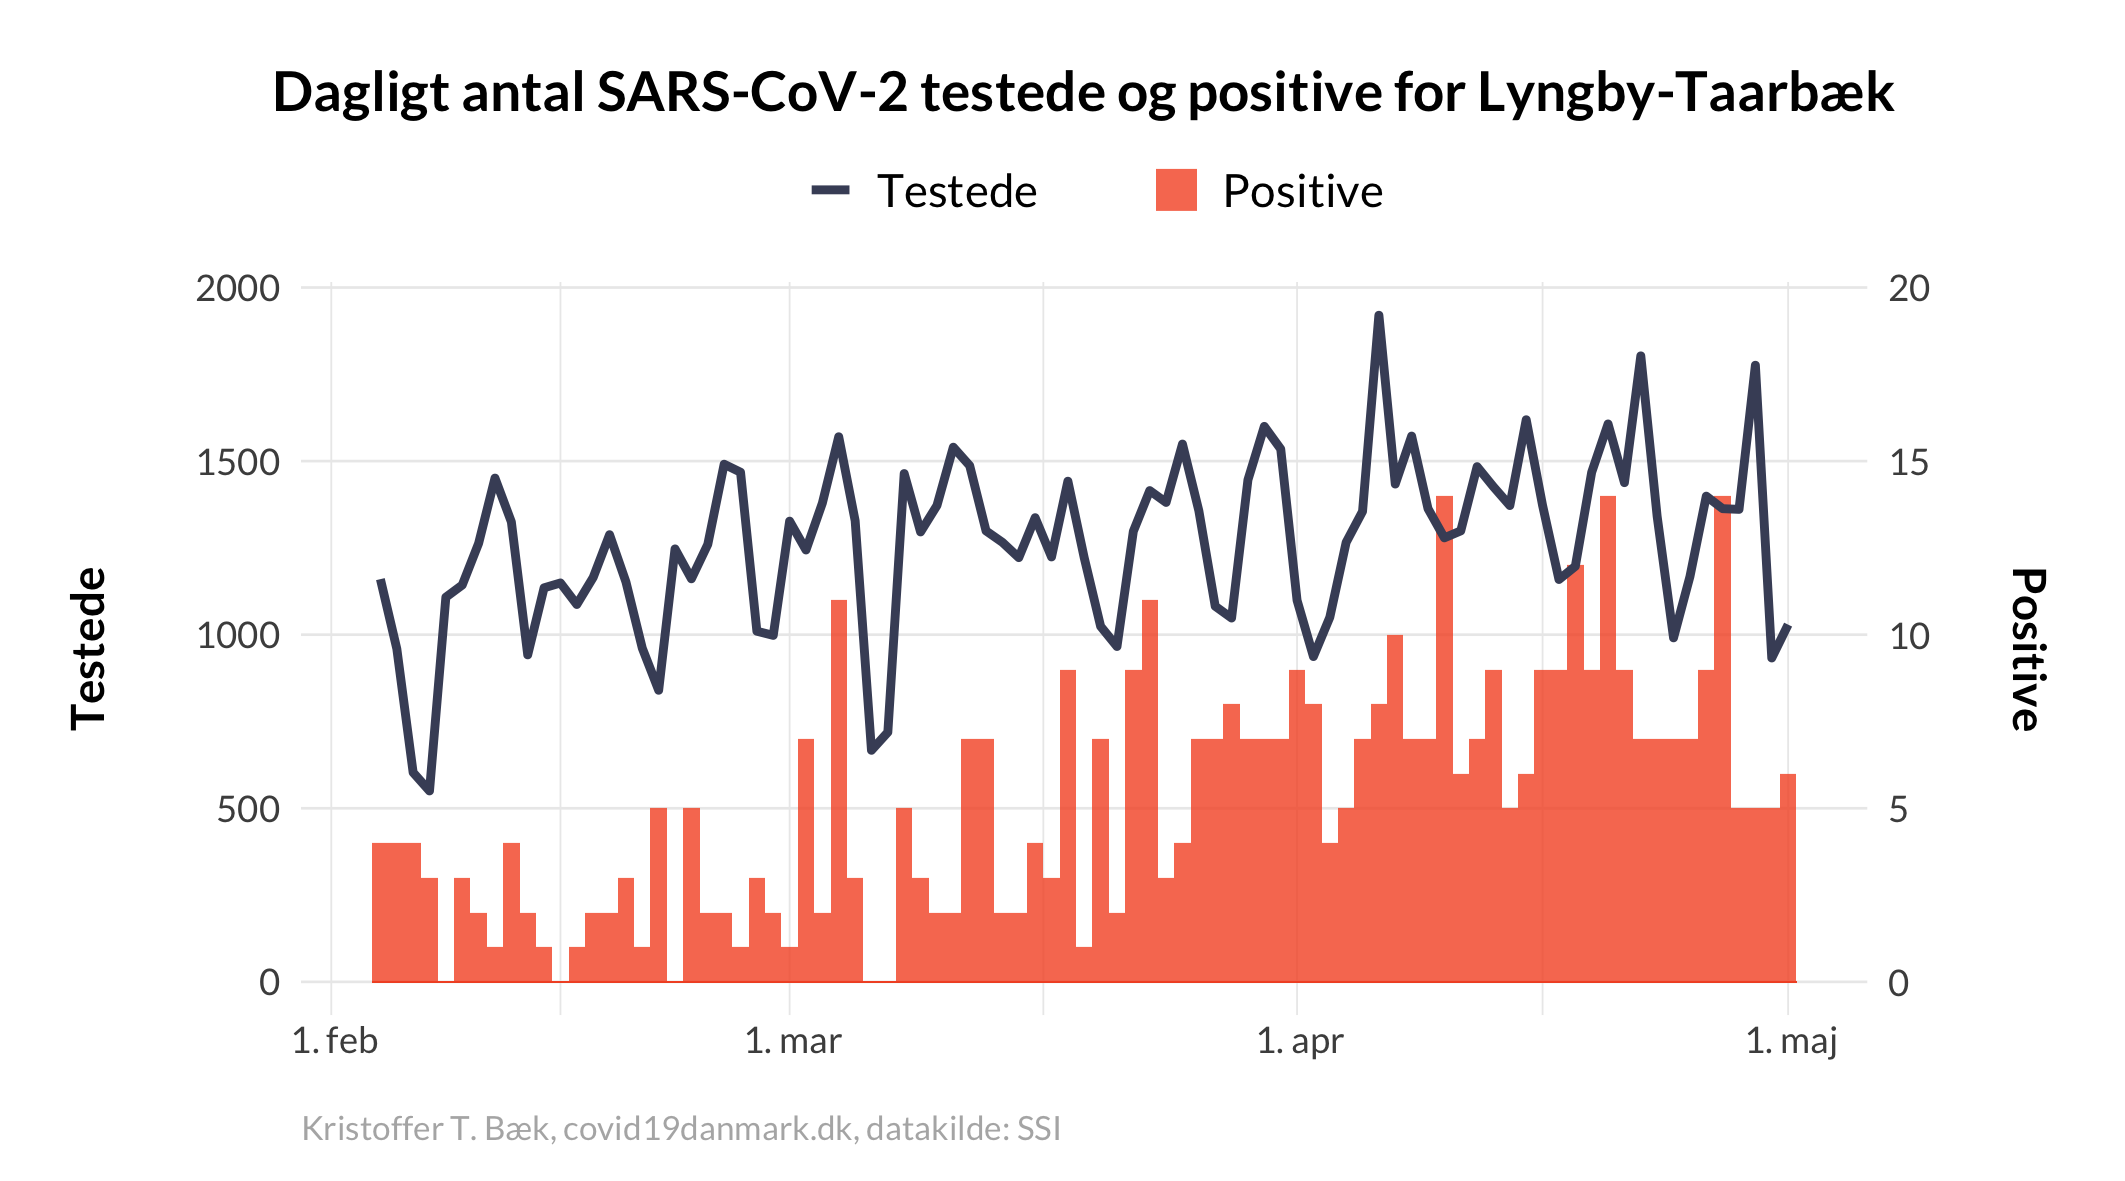 Dagligt antal SARS-CoV-2 testede og positive for Lyngby-Taarbæk
Testede
Positive
2000
1500
1000
500
0
20
15
10
5
0
Testede
Positive
1. feb
1. mar
1. apr
1. maj
Kristoffer T. Bæk, covid19danmark.dk, datakilde: SSI